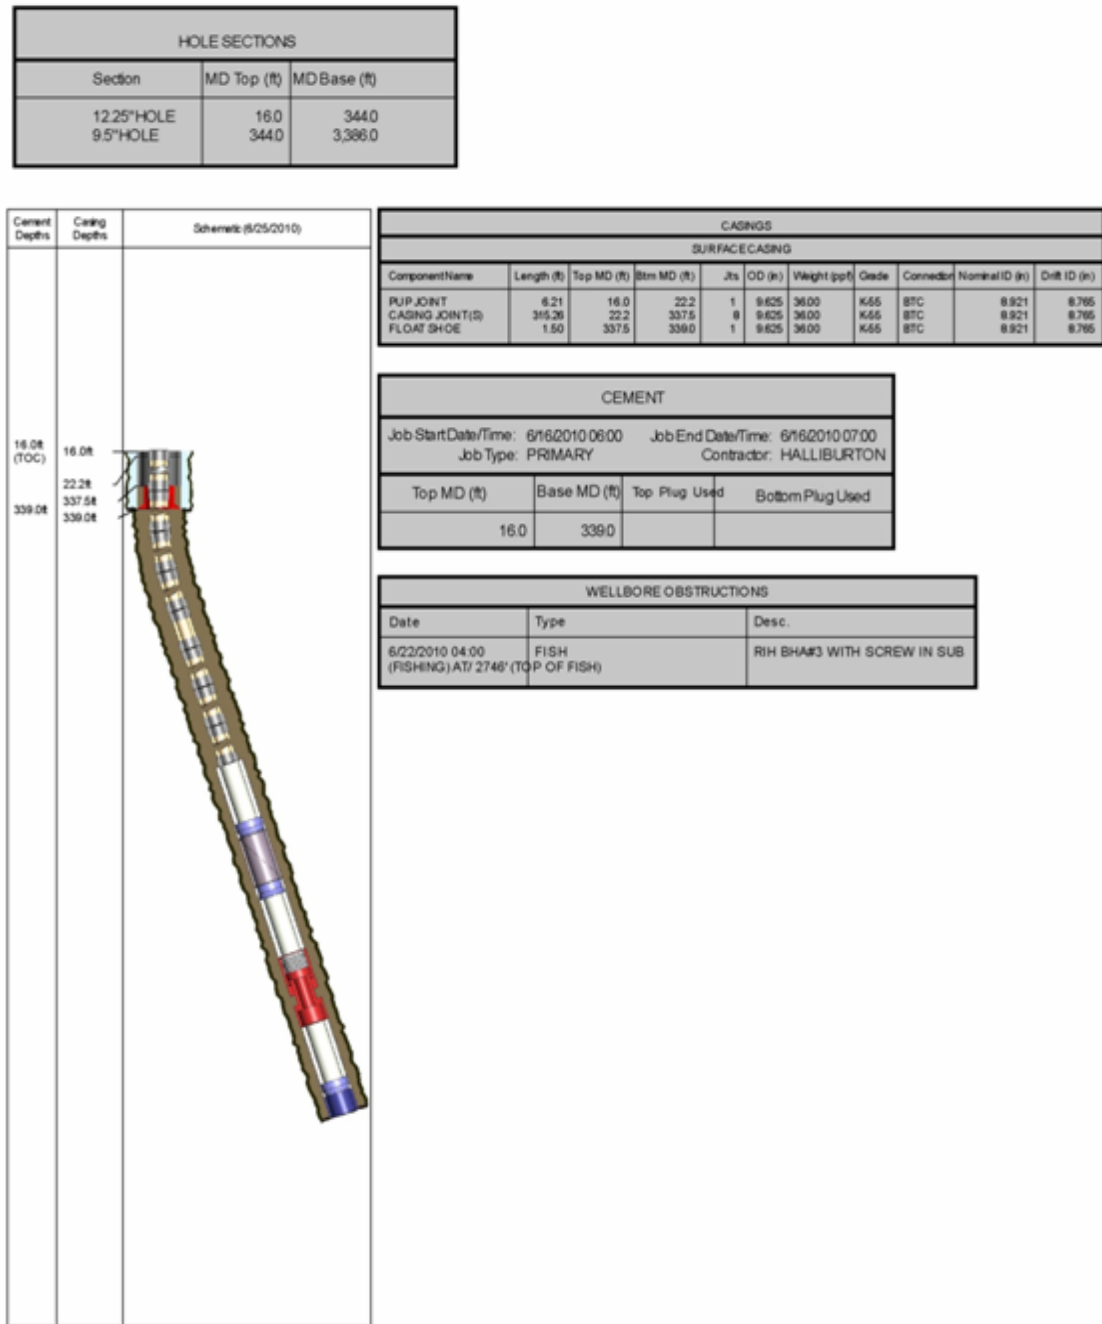 HOLE SECTIONS
Section MD Top (ft) MD Base (ft)
12.25"HOLE 16.0 344.0
9.5"HOLE 344.0 3,386.0
Cement Depths Casing Depths Schematic (6/25/2010)
16.0ft (TOC)
339.0ft
16.0ft
22.2ft
337.5ft
339.0ft
CASINGS
SURFACE CASING
Component Name Length (ft) Top MD (ft) Btm MD (ft) Jts OD (in) Weight (ppf) Grade Connector Nominal ID (in) Drift ID (in)
PUP JOINT 6.21 16.0 22.2 1 9.625 36.00 K-55 BTC 8.921 8.765
CASING JOINT(S) 315.26 22.2 337.5 8 9.625 36.00 K-55 BTC 8.921 8.765
FLOAT SHOE 1.50 337.5 339.0 1 9.625 36.00 K-55 BTC 8.921 8.765
CEMENT
Job Start Date/Time: 6/16/2010 06:00 Job End Date/Time: 6/16/2010 07:00
Job Type: PRIMARY Contractor: HALLIBURTON
Top MD (ft) Base MD (ft) Top Plug Used Bottom Plug Used
16.0 339.0
WELLBORE OBSTRUCTIONS
Date Type Desc.
6/22/2010 04:00 FISH RIH BHA#3 WITH SCREW IN SUB
(FISHING) AT/ 2746' (TOP OF FISH)